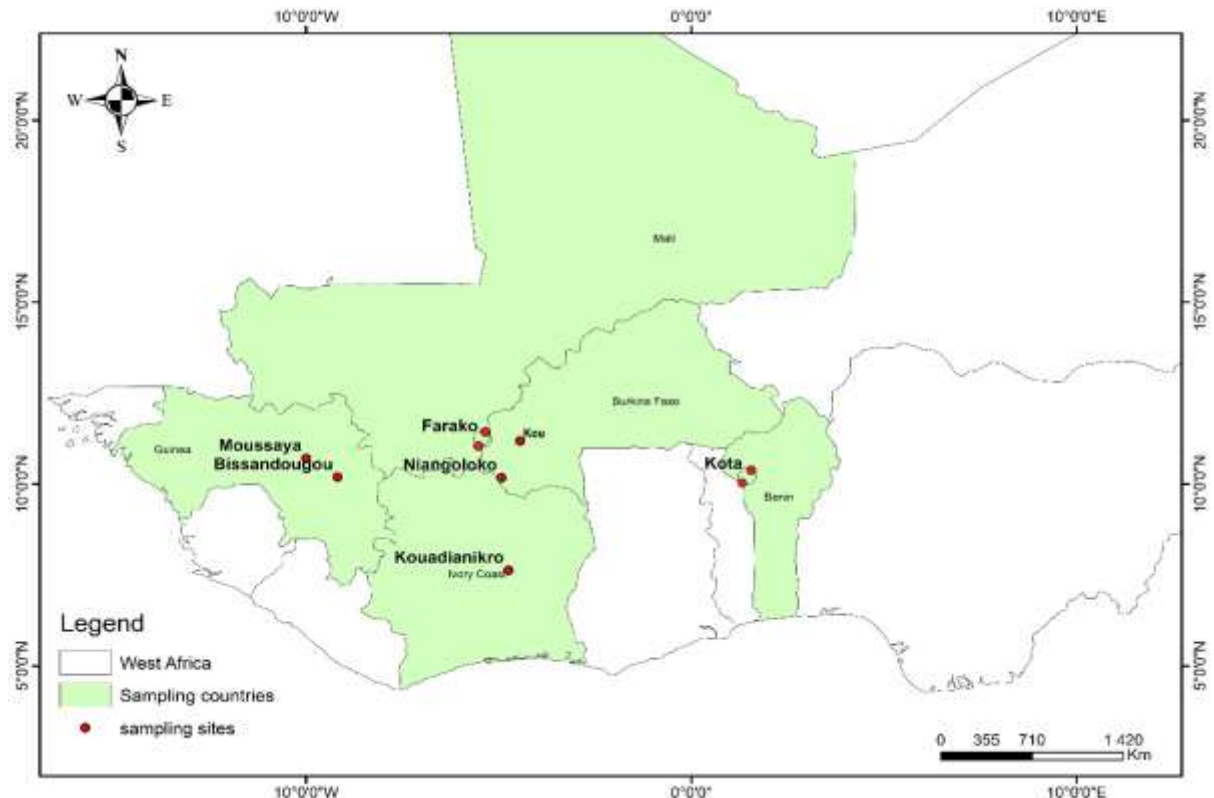 10°0'0"W 0°0'0" 10°0'0"E
N
W E
S
20°0'0"N 20°0'0"N
Mali
15°0'0"N 15°0'0"N
Burkina Faso
Farako
Kou
Guinea
Moussaya
Bissandougou
Niangoloko
Kota
10°0'0"N 10°0'0"N
Benin
Kouadianikro
Ivory Coast
Legend
West Africa
Sampling countries
sampling sites
5°0'0"N 5°0'0"N
0 355 710 1 420
Km
10°0'0"W 0°0'0" 10°0'0"E